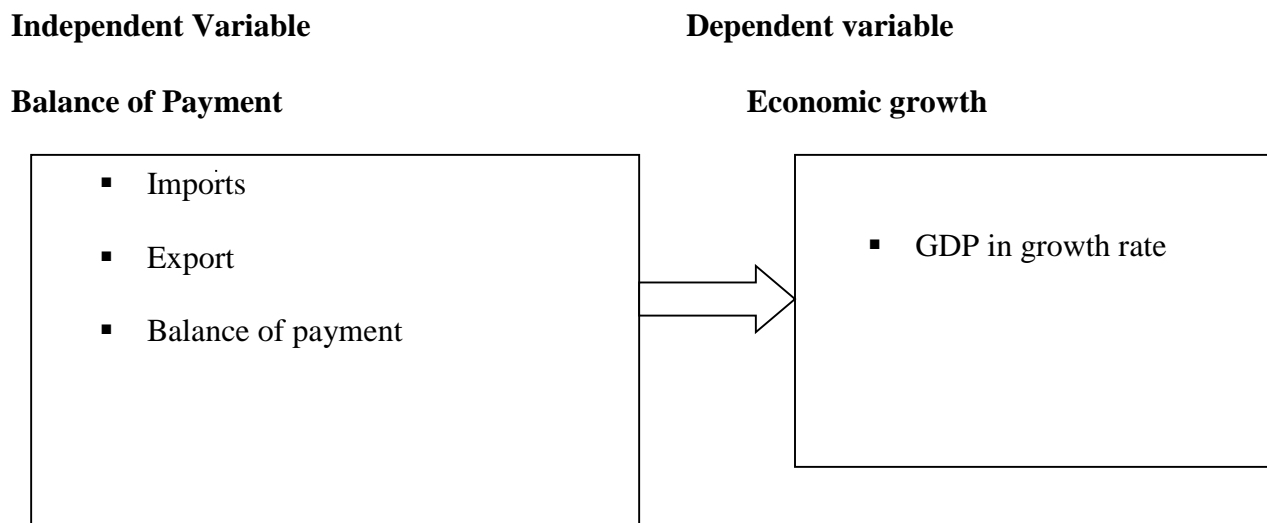 Independent Variable Dependent variable
Balance of Payment Economic growth
▪ Imports
▪ Export
▪ Balance of payment
▪ GDP in growth rate